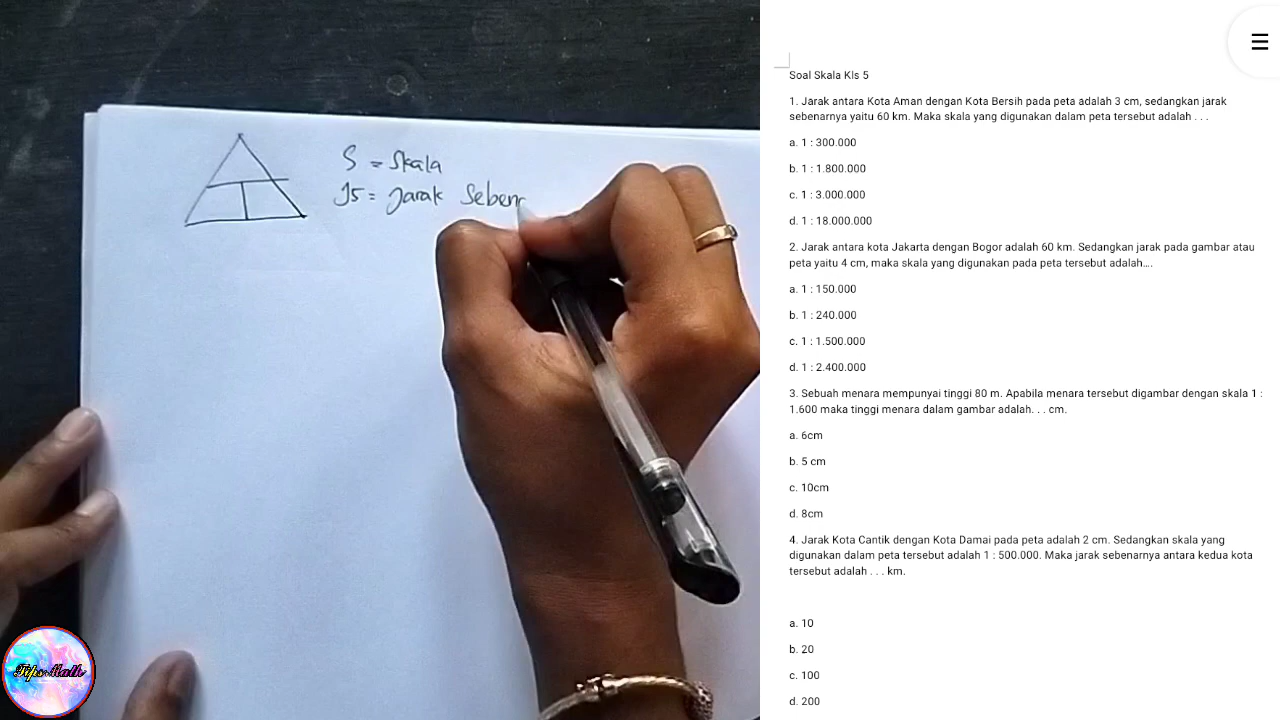 S = Skala
JS = Jarak Seben
Tips Math
Soal Skala Kls 5
1. Jarak antara Kota Aman dengan Kota Bersih pada peta adalah 3 cm, sedangkan jarak
sebenarnya yaitu 60 km. Maka skala yang digunakan dalam peta tersebut adalah . . .
a. 1 : 300.000
b. 1 : 1.800.000
c. 1 : 3.000.000
d. 1 : 18.000.000
2. Jarak antara kota Jakarta dengan Bogor adalah 60 km. Sedangkan jarak pada gambar atau
peta yaitu 4 cm, maka skala yang digunakan pada peta tersebut adalah....
a. 1 : 150.000
b. 1 : 240.000
c. 1 : 1.500.000
d. 1 : 2.400.000
3. Sebuah menara mempunyai tinggi 80 m. Apabila menara tersebut digambar dengan skala 1 :
1.600 maka tinggi menara dalam gambar adalah. . . cm.
a. 6cm
b. 5 cm
c. 10cm
d. 8cm
4. Jarak Kota Cantik dengan Kota Damai pada peta adalah 2 cm. Sedangkan skala yang
digunakan dalam peta tersebut adalah 1 : 500.000. Maka jarak sebenarnya antara kedua kota
tersebut adalah . . . km.
a. 10
b. 20
c. 100
d. 200